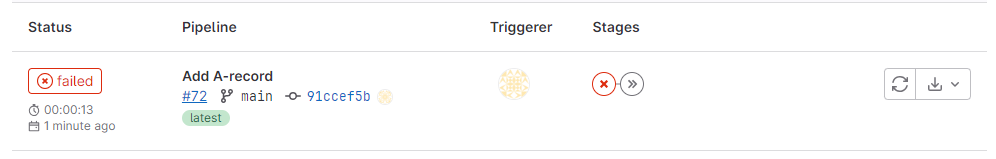 Status Pipeline Triggerer Stages
failed
Add A-record
#72 main 91ccef5b
latest
00:00:13
1 minute ago